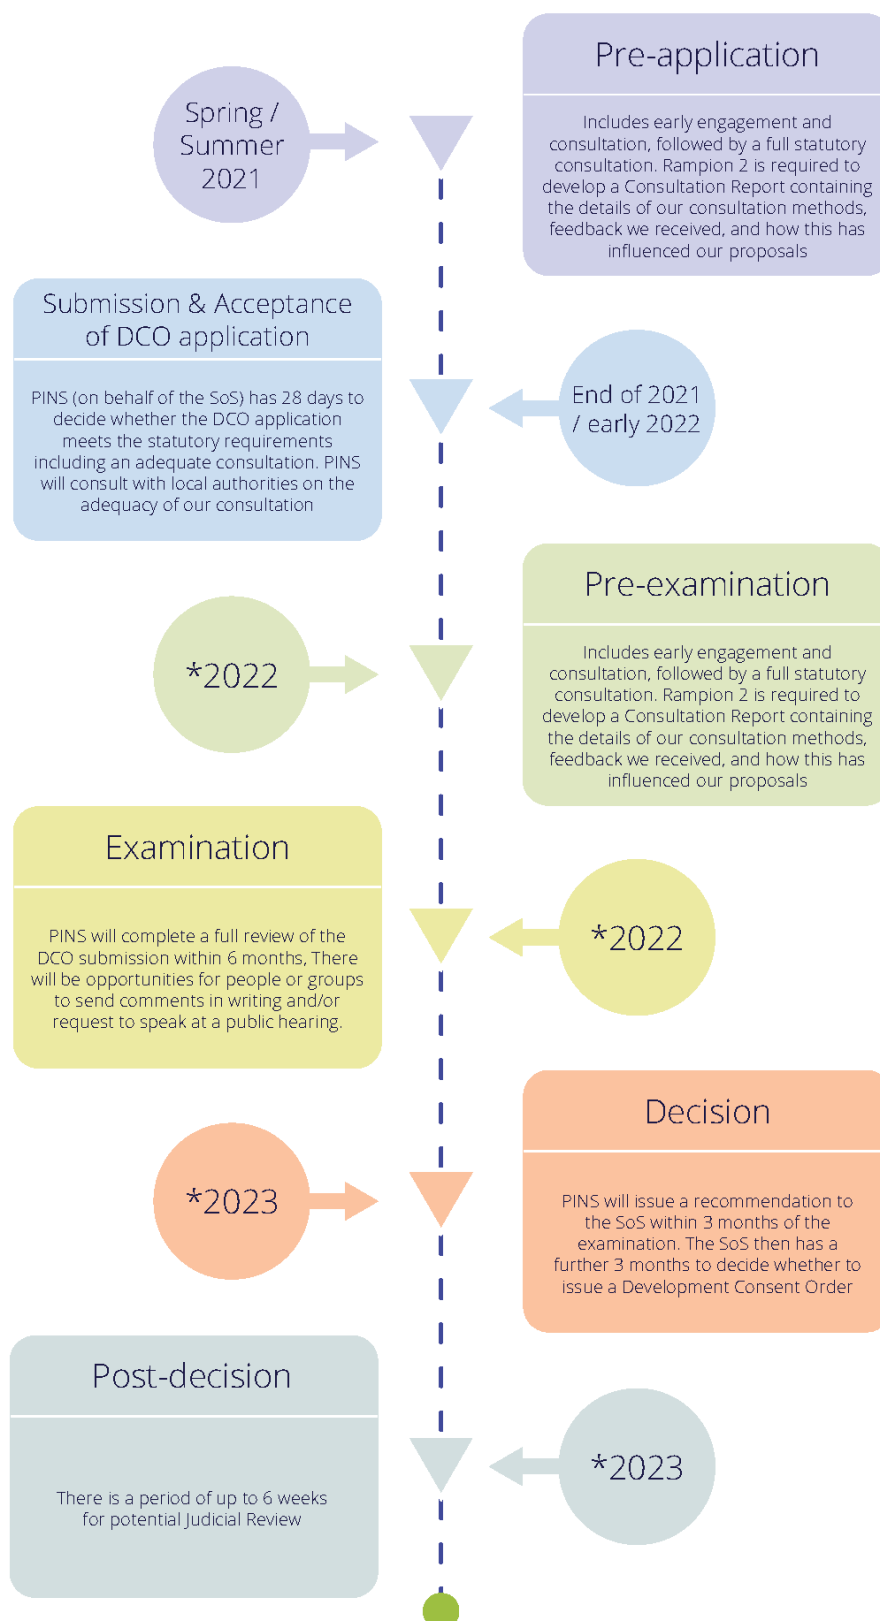 Pre-application
Spring /
Summer
2021
Includes early engagement and
consultation, followed by a full statutory
consultation. Rampion 2 is required to
develop a Consultation Report containing
the details of our consultation methods,
feedback we received, and how this has
influenced our proposals
Submission & Acceptance
of DCO application
PINS (on behalf of the SoS) has 28 days to
decide whether the DCO application
meets the statutory requirements
including an adequate consultation. PINS
will consult with local authorities on the
adequacy of our consultation
End of 2021
/ early 2022
Pre-examination
*2022
Includes early engagement and
consultation, followed by a full statutory
consultation. Rampion 2 is required to
develop a Consultation Report containing
the details of our consultation methods,
feedback we received, and how this has
influenced our proposals
Examination
PINS will complete a full review of the
DCO submission within 6 months, There
will be opportunities for people or groups
to send comments in writing and/or
request to speak at a public hearing.
*2022
Decision
*2023
PINS will issue a recommendation to
the SoS within 3 months of the
examination. The SoS then has a
further 3 months to decide whether to
issue a Development Consent Order
Post-decision
There is a period of up to 6 weeks
for potential Judicial Review
*2023